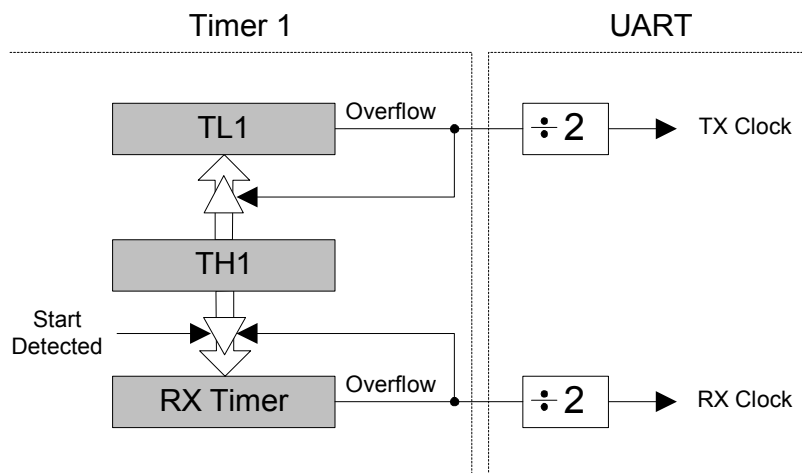 Timer 1
UART
TL1
Overflow
÷ 2
TX Clock
TH1
Start
Detected
RX Timer
Overflow
÷ 2
RX Clock